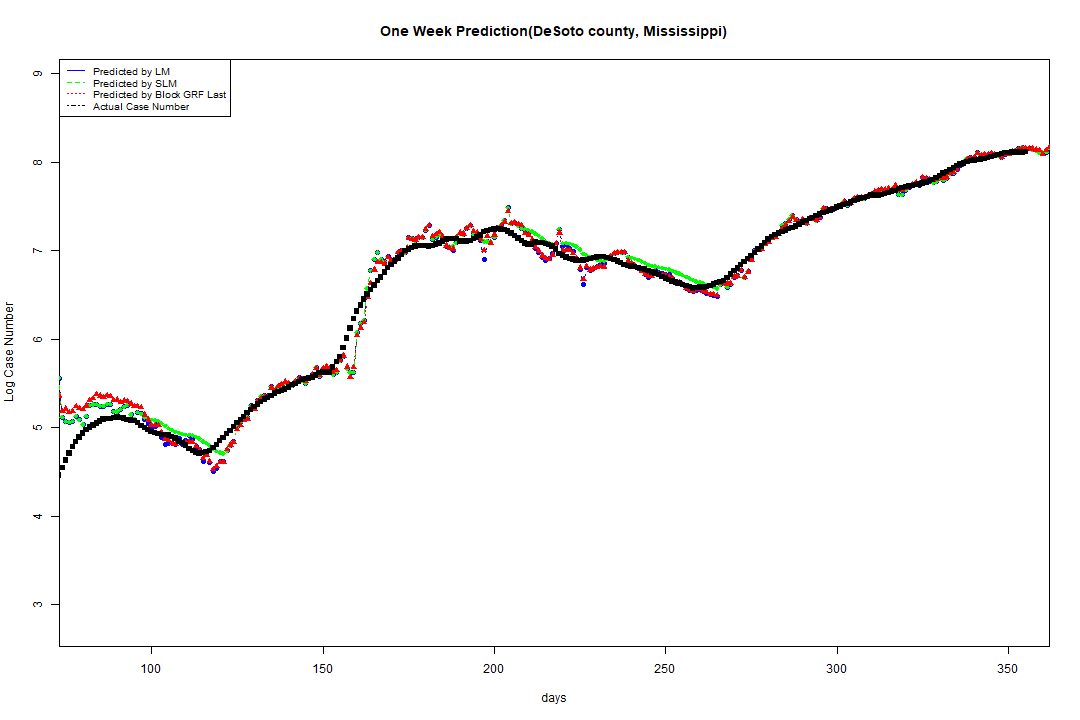 One Week Prediction(DeSoto county, Mississippi)
Predicted by LM
Predicted by SLM
Predicted by Block GRF Last
Actual Case Number
9
8
7
6
5
4
3
Log Case Number
100 150 200 250 300 350
days